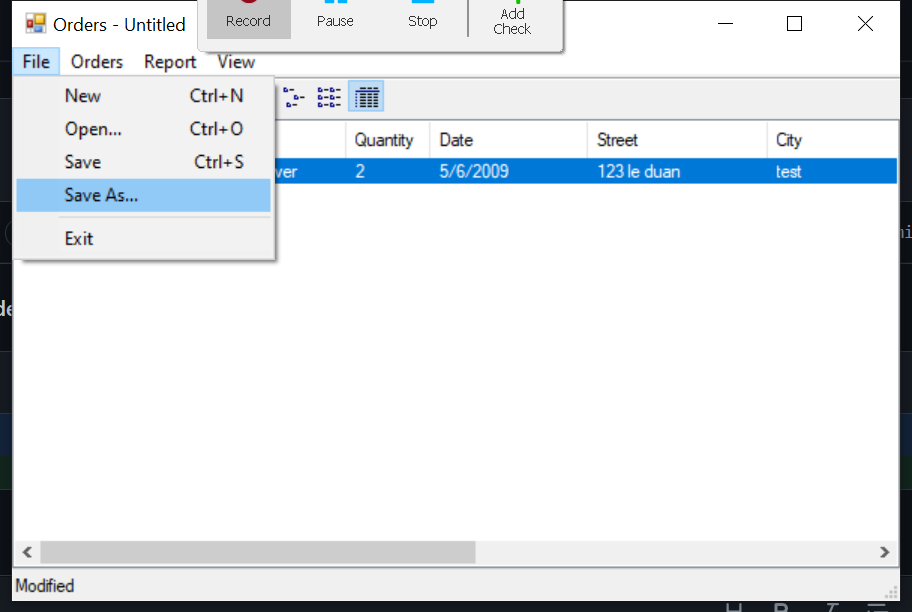 Orders - Untitled
Record Pause Stop Add Check
File Orders Report View
New Ctrl+N
Open... Ctrl+O
Save Ctrl+S
Save As...
Exit
Quantity Date Street City
ver 2 5/6/2009 123 le duan test
Modified